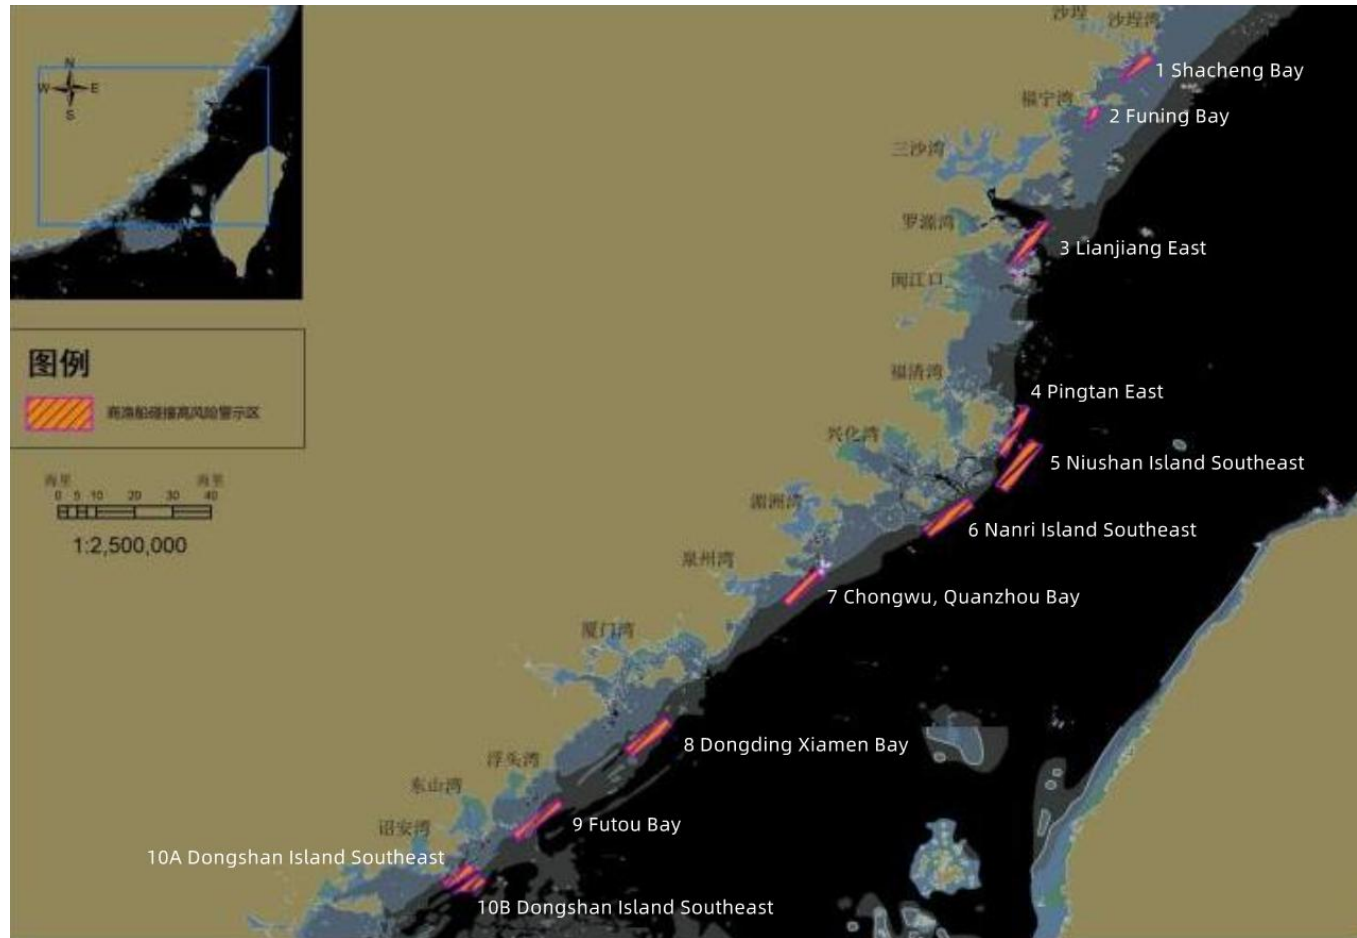 沙埕 沙埕湾
N
W E
S
1 Shacheng Bay
福宁湾
2 Funing Bay
三沙湾
罗源湾
3 Lianjiang East
闽江口
图例
商渔船碰撞高风险警示区
福清湾
4 Pingtan East
兴化湾
5 Niushan Island Southeast
海里 海里
0 5 10 20 30 40
1:2,500,000
湄洲湾
6 Nanri Island Southeast
泉州湾
7 Chongwu, Quanzhou Bay
厦门湾
8 Dongding Xiamen Bay
浮头湾
东山湾
9 Futou Bay
诏安湾
10A Dongshan Island Southeast
10B Dongshan Island Southeast